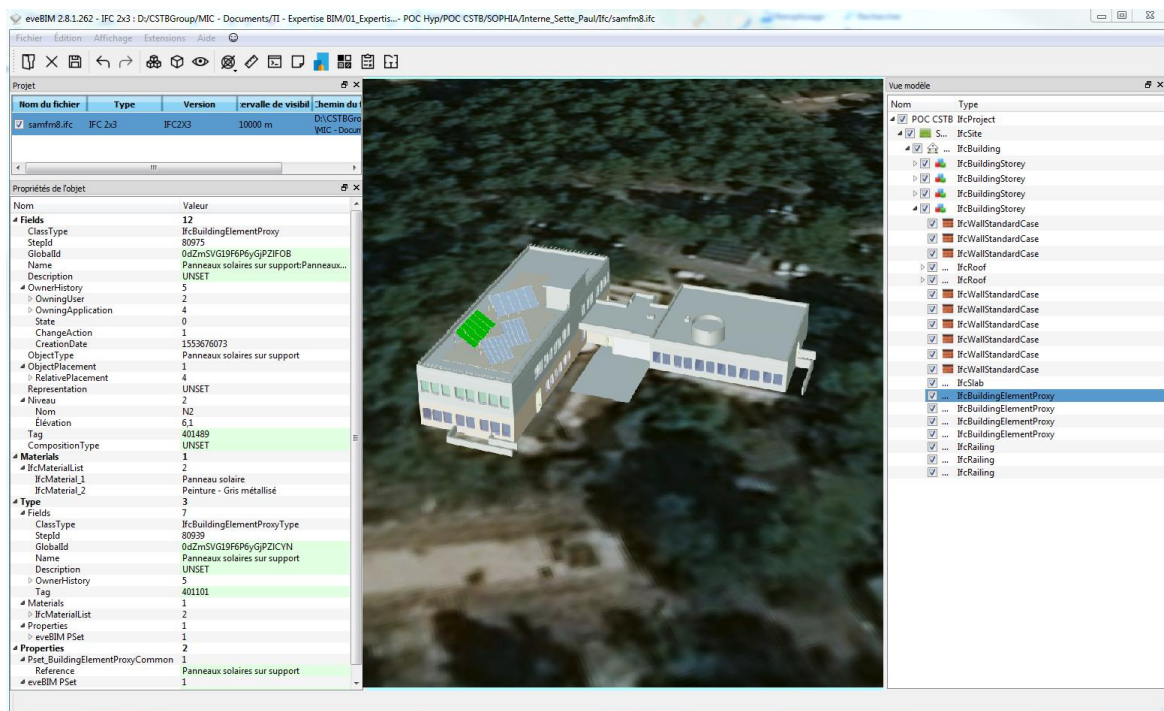 eveBIM 2.8.1.262 - IFC 2x3 : D:/CSTBGroup/MIC - Documents/TI - Expertise BIM/01_Expertis...- POC Hyp/POC CSTB/SOPHIA/Interne_Sette_Paul/Ifc/samfm8.ifc
Fichier Édition Affichage Extensions Aide
Projet
Nom du fichier Type Version :ervalle de visibil Chemin du f
samfm8.ifc IFC 2x3 IFC2X3 10000 m D:\CSTBGro
\MIC - Docum
Propriétés de l'objet
Nom Valeur
Fields 12
ClassType IfcBuildingElementProxy
StepId 80975
GlobalId 0dZmSVG19F6P6yGjPZIFOB
Name Panneaux solaires sur support:Panneaux...
Description UNSET
OwnerHistory 5
OwningUser 2
OwningApplication 4
State 0
ChangeAction 1
CreationDate 1553676073
ObjectType Panneaux solaires sur support
ObjectPlacement 1
RelativePlacement 4
Representation UNSET
Niveau 2
Nom N2
Élévation 6,1
Tag 401489
CompositionType UNSET
Materials 1
IfcMaterialList 2
IfcMaterial_1 Panneau solaire
IfcMaterial_2 Peinture - Gris métallisé
Type 3
Fields 7
ClassType IfcBuildingElementProxyType
StepId 80939
GlobalId 0dZmSVG19F6P6yGjPZICYN
Name Panneaux solaires sur support
Description UNSET
OwnerHistory 5
Tag 401101
Materials 1
IfcMaterialList 2
Properties 1
eveBIM PSet 1
Properties 2
Pset_BuildingElementProxyCommon 1
Reference Panneaux solaires sur support
eveBIM PSet 1
Vue modèle
Nom Type
POC CSTB IfcProject
S... IfcSite
... IfcBuilding
IfcBuildingStorey
IfcBuildingStorey
IfcBuildingStorey
IfcBuildingStorey
IfcWallStandardCase
IfcWallStandardCase
IfcWallStandardCase
... IfcRoof
... IfcRoof
IfcWallStandardCase
IfcWallStandardCase
IfcWallStandardCase
IfcWallStandardCase
IfcWallStandardCase
IfcWallStandardCase
... IfcSlab
... IfcBuildingElementProxy
... IfcBuildingElementProxy
... IfcBuildingElementProxy
... IfcBuildingElementProxy
... IfcRailing
... IfcRailing
... IfcRailing